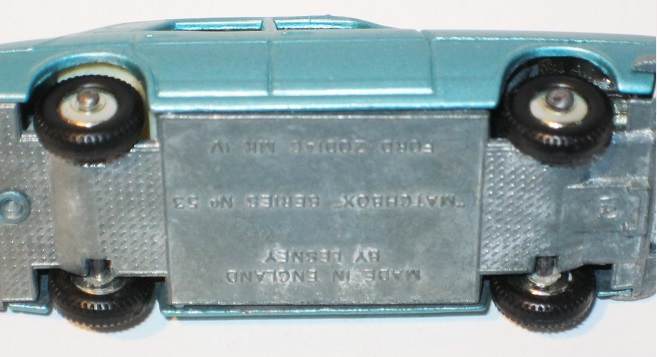 MADE IN ENGLAND
BY LESNEY
"MATCHBOX" SERIES Nº 53
FORD ZODIAC MK IV